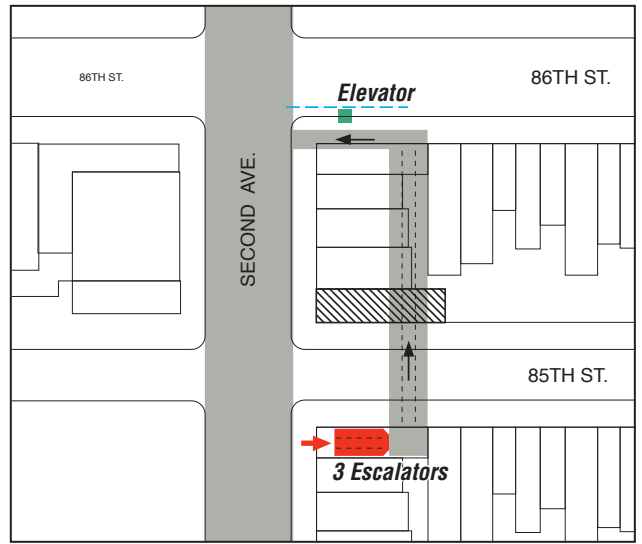 86TH ST.
86TH ST.
Elevator
SECOND AVE.
85TH ST.
3 Escalators